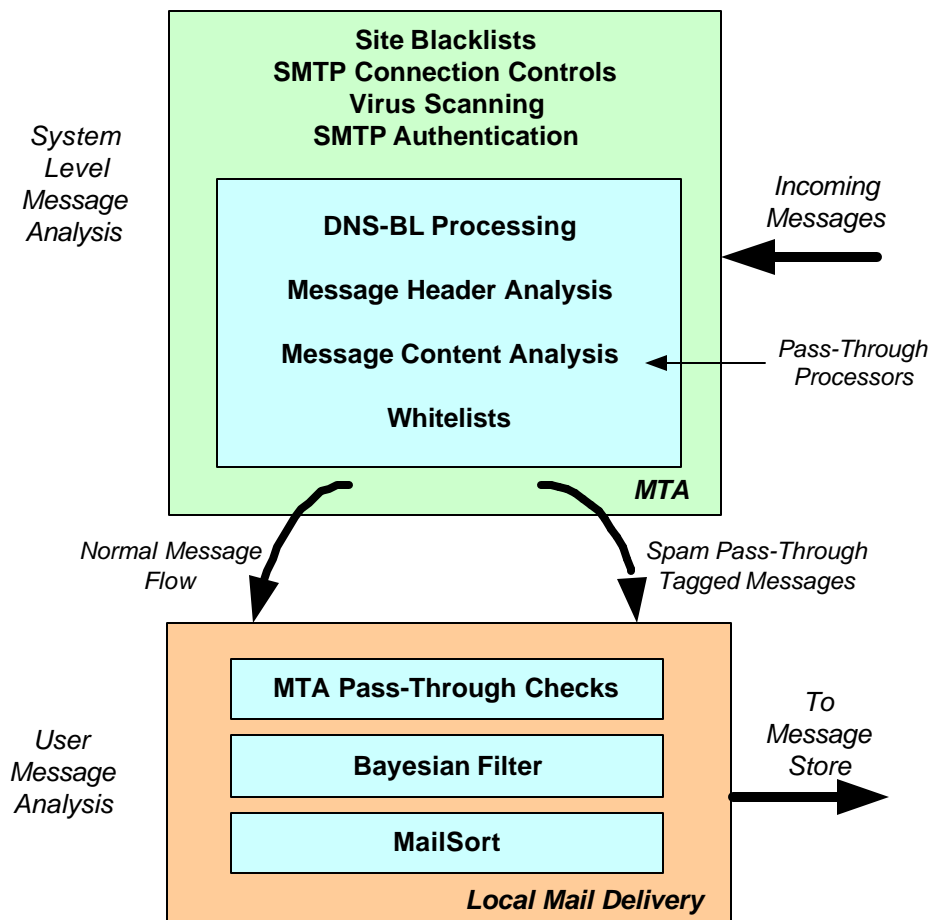 Site Blacklists
SMTP Connection Controls
Virus Scanning
SMTP Authentication
System
Level
Message
Analysis
DNS-BL Processing
Message Header Analysis
Message Content Analysis
Whitelists
Incoming
Messages
Pass-Through
Processors
MTA
Normal Message
Flow
Spam Pass-Through
Tagged Messages
User
Message
Analysis
MTA Pass-Through Checks
Bayesian Filter
MailSort
To
Message
Store
Local Mail Delivery